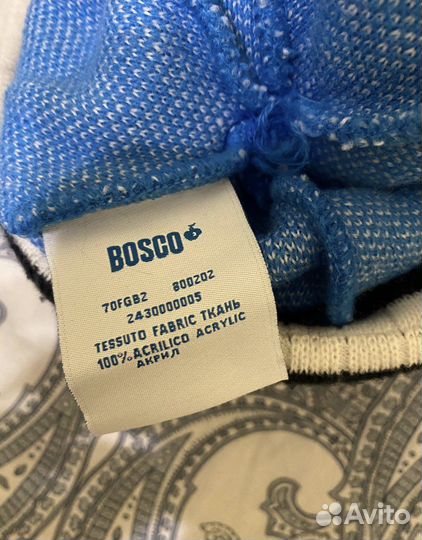 BOSCO
70FGB2 800202
2430000005
TESSUTO FABRIC ТКАНЬ
100% ACRILICO ACRYLIC
АКРИЛ
Avito